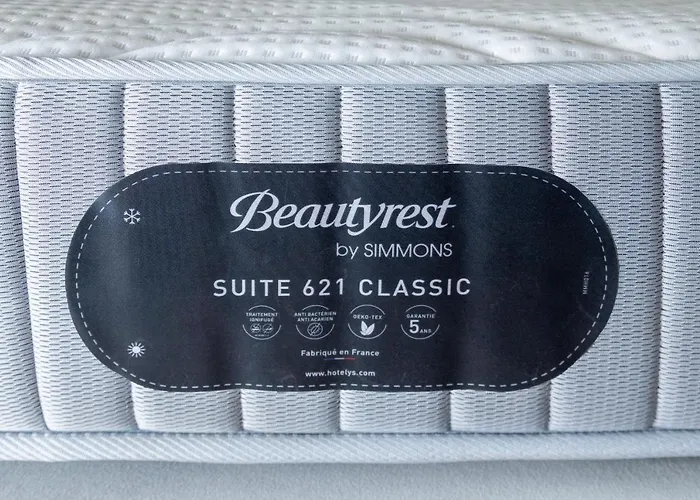 Beautyrest
by SIMMONS
SUITE 621 CLASSIC
TRAITEMENT
IGNIFUGÉ
ANTI BACTÉRIEN
ANTI ACARIEN
OEKO-TEX
GARANTIE
5 ANS
Fabriqué en France
www.hotelys.com